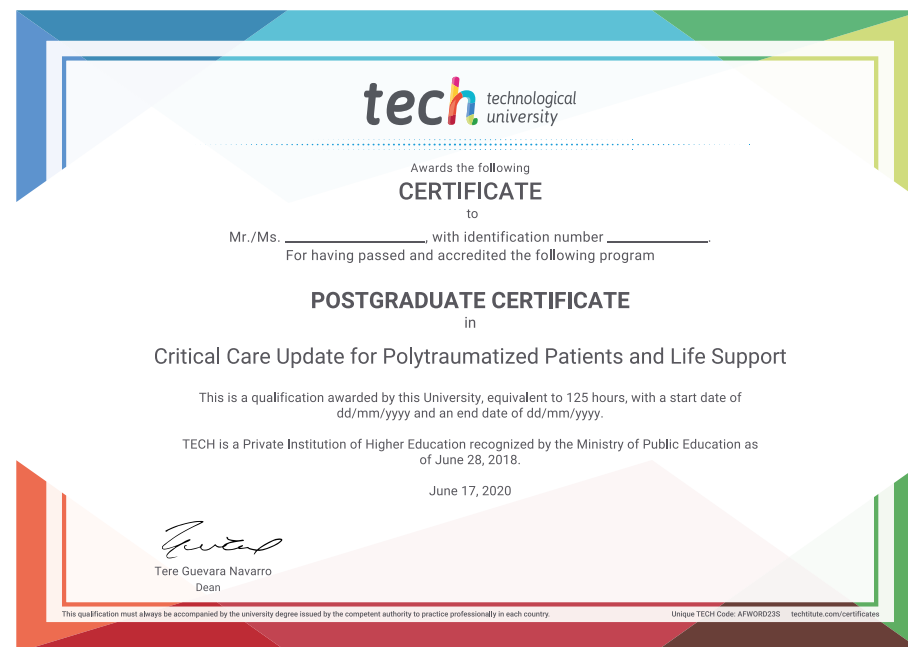 tech technological
university
Awards the following
CERTIFICATE
to
Mr./Ms. ____________________, with identification number ______________.
For having passed and accredited the following program
POSTGRADUATE CERTIFICATE
in
Critical Care Update for Polytraumatized Patients and Life Support
This is a qualification awarded by this University, equivalent to 125 hours, with a start date of
dd/mm/yyyy and an end date of dd/mm/yyyy.
TECH is a Private Institution of Higher Education recognized by the Ministry of Public Education as
of June 28, 2018.
June 17, 2020
Tere Guevara Navarro
Dean
This qualification must always be accompanied by the university degree issued by the competent authority to practice professionally in each country.
Unique TECH Code: AFWORD23S techtitute.com/certificates